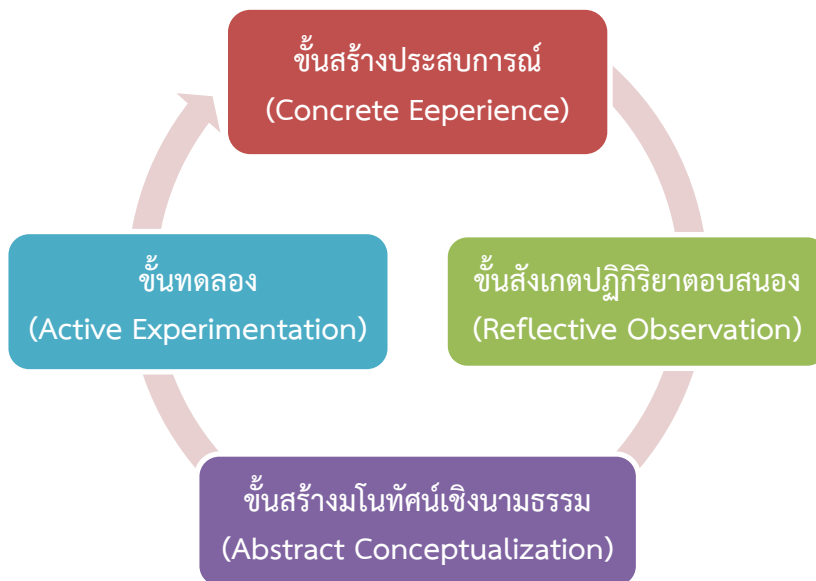 ขั้นสร้างประสบการณ์
(Concrete Eeperience)
ขั้นทดลอง
(Active Experimentation)
ขั้นสังเกตปฏิกิริยาตอบสนอง
(Reflective Observation)
ขั้นสร้างมโนทัศน์เชิงนามธรรม
(Abstract Conceptualization)